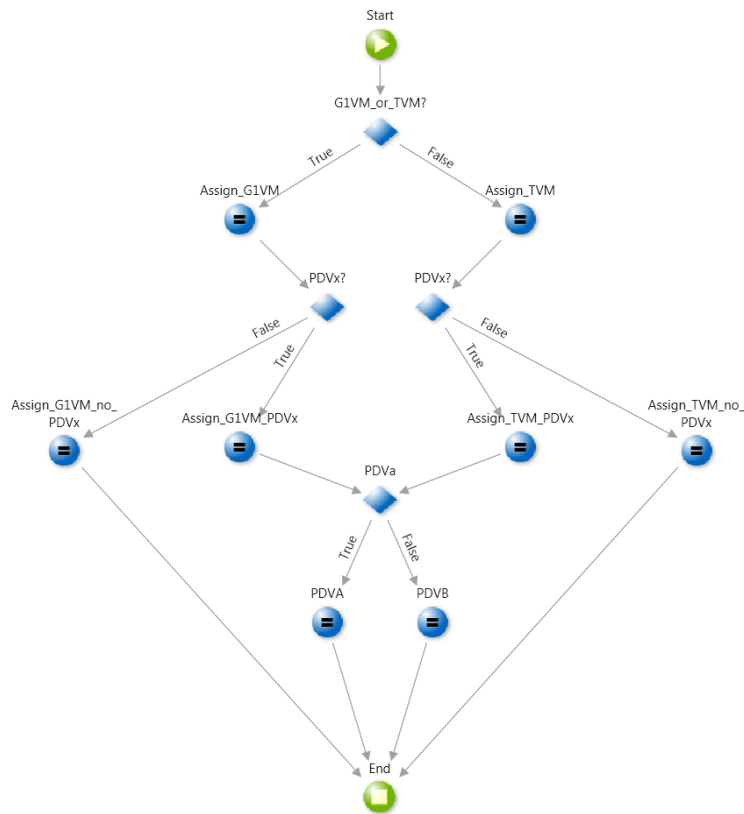 Start
G1VM_or_TVM?
True
False
Assign_G1VM
Assign_TVM
PDVx?
PDVx?
False
True
True
False
Assign_G1VM_no_
PDVx
Assign_G1VM_PDVx
Assign_TVM_PDVx
Assign_TVM_no_
PDVx
PDVa
True
False
PDVA
PDVB
End